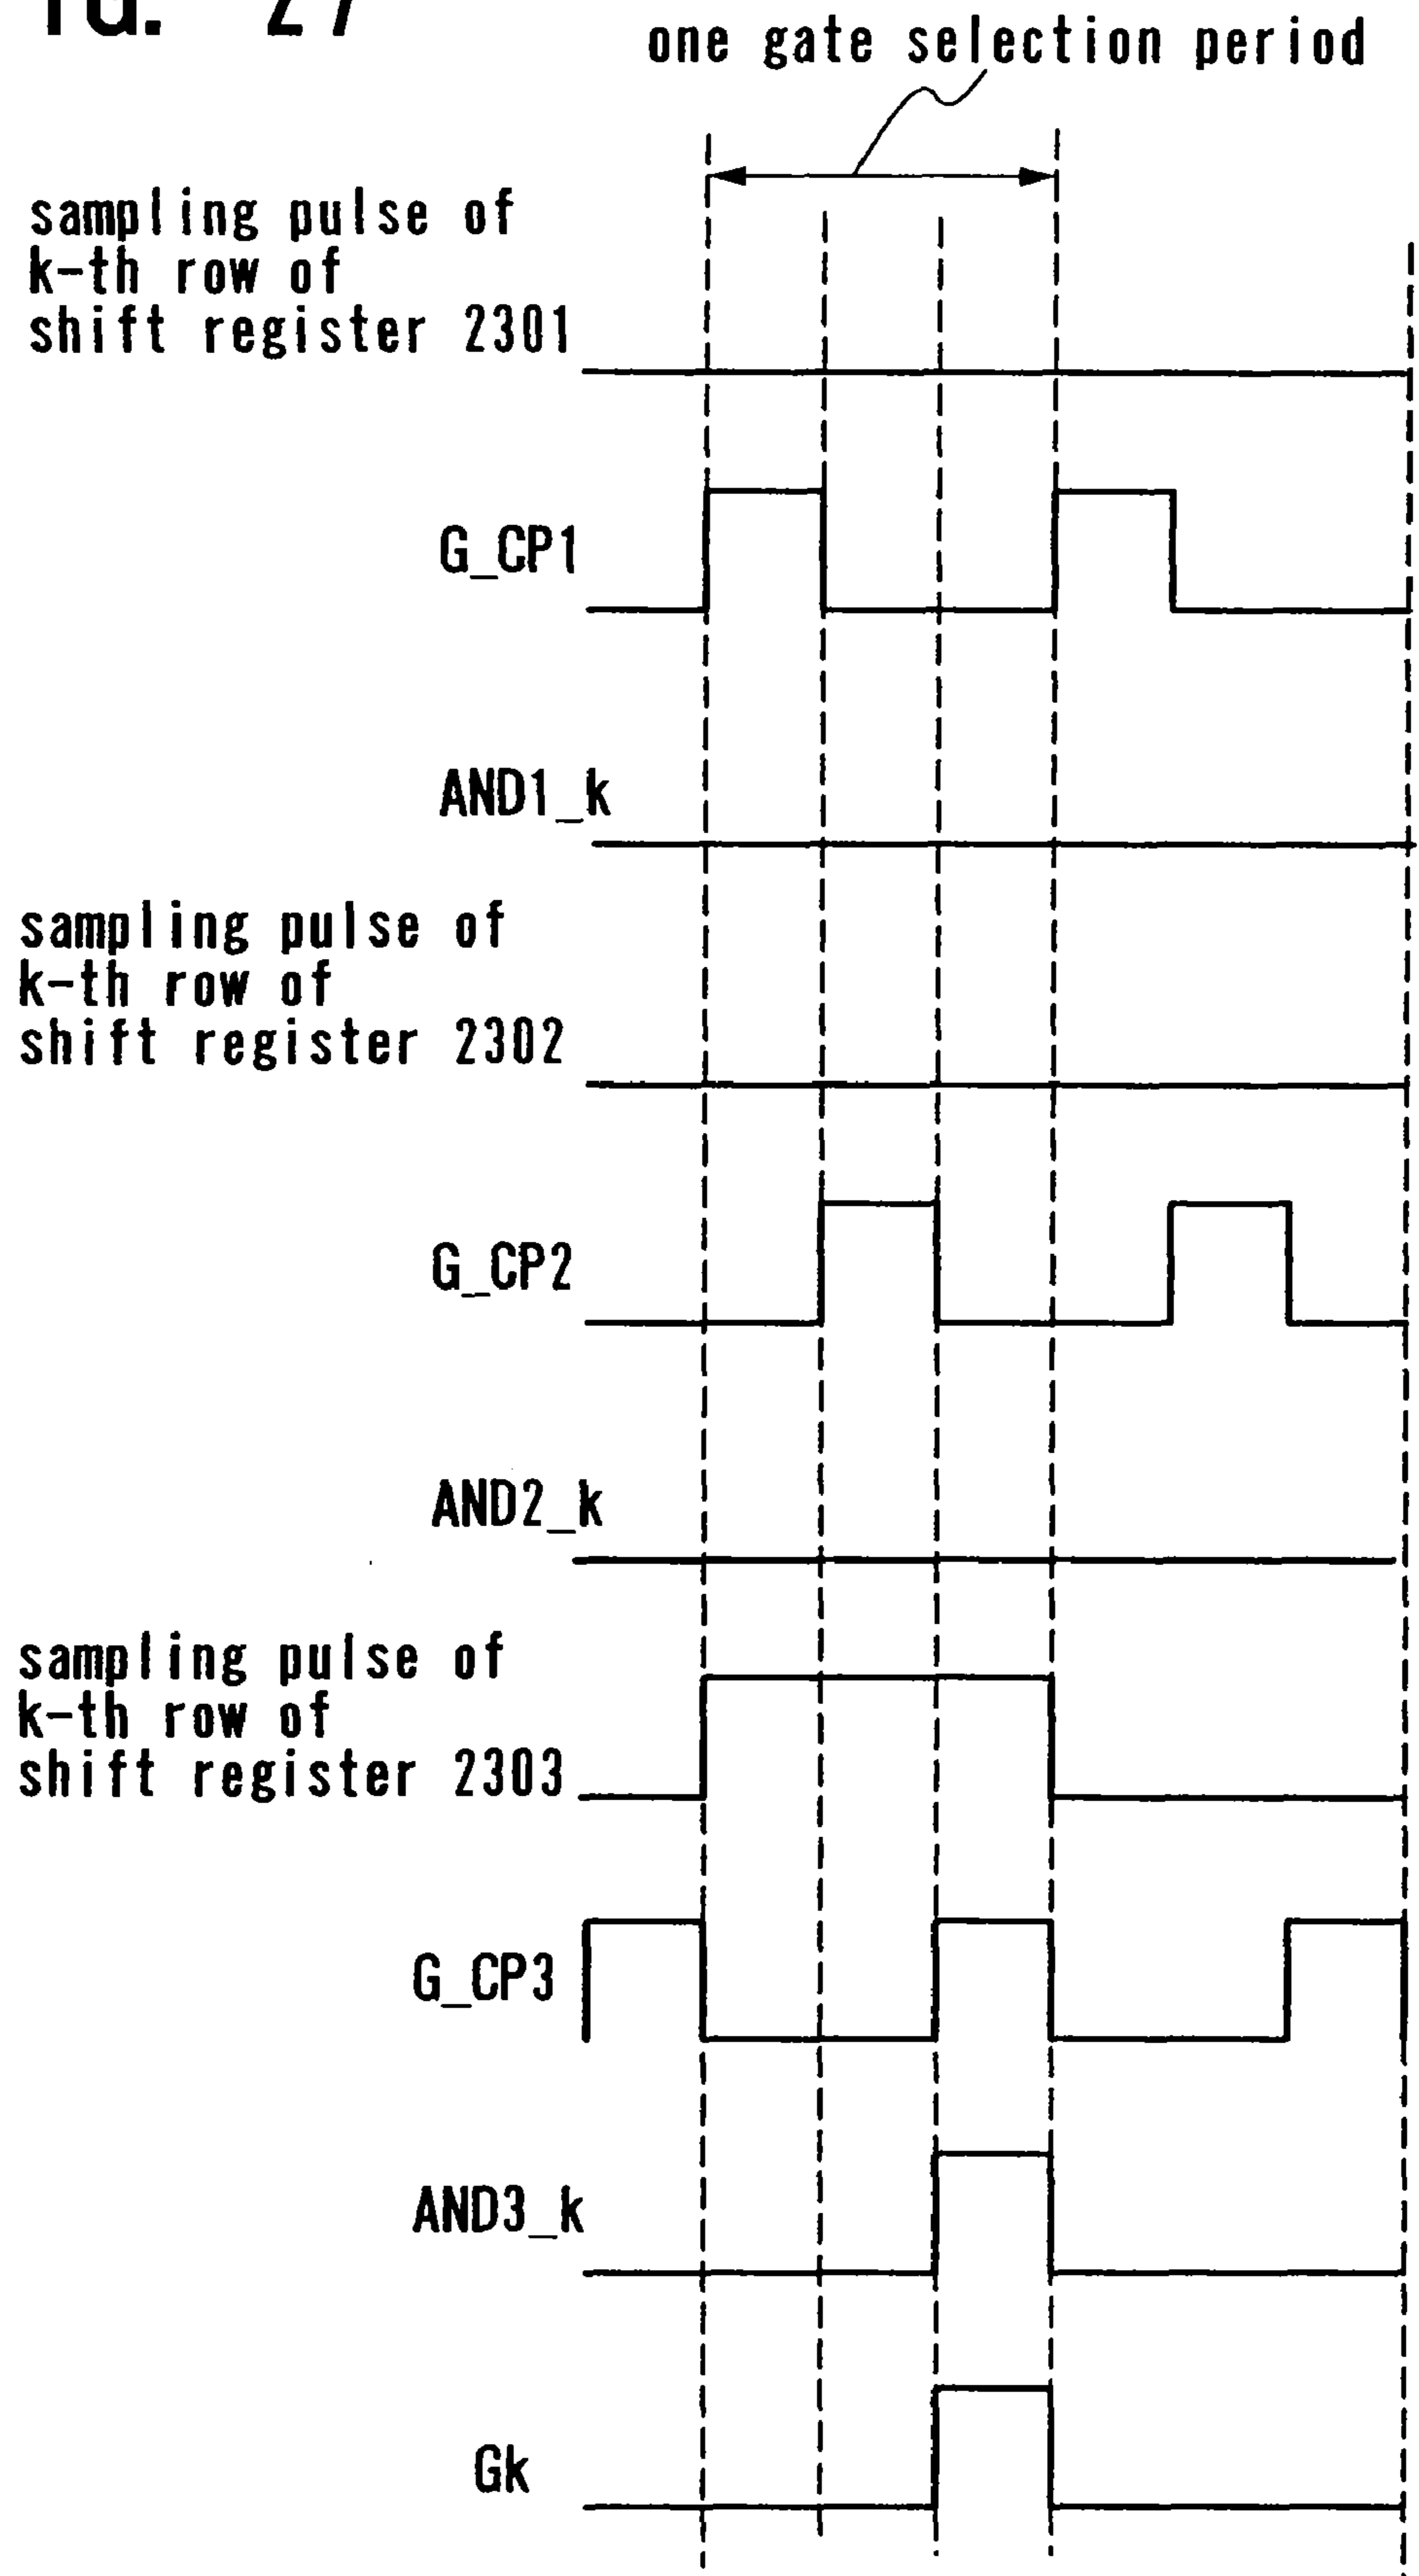 one gate selection period
sampling pulse of
k-th row of
shift register 2301
G_CP1
AND1_k
sampling pulse of
k-th row of
shift register 2302
G_CP2
AND2_k
sampling pulse of
k-th row of
shift register 2303
G_CP3
AND3_k
Gk